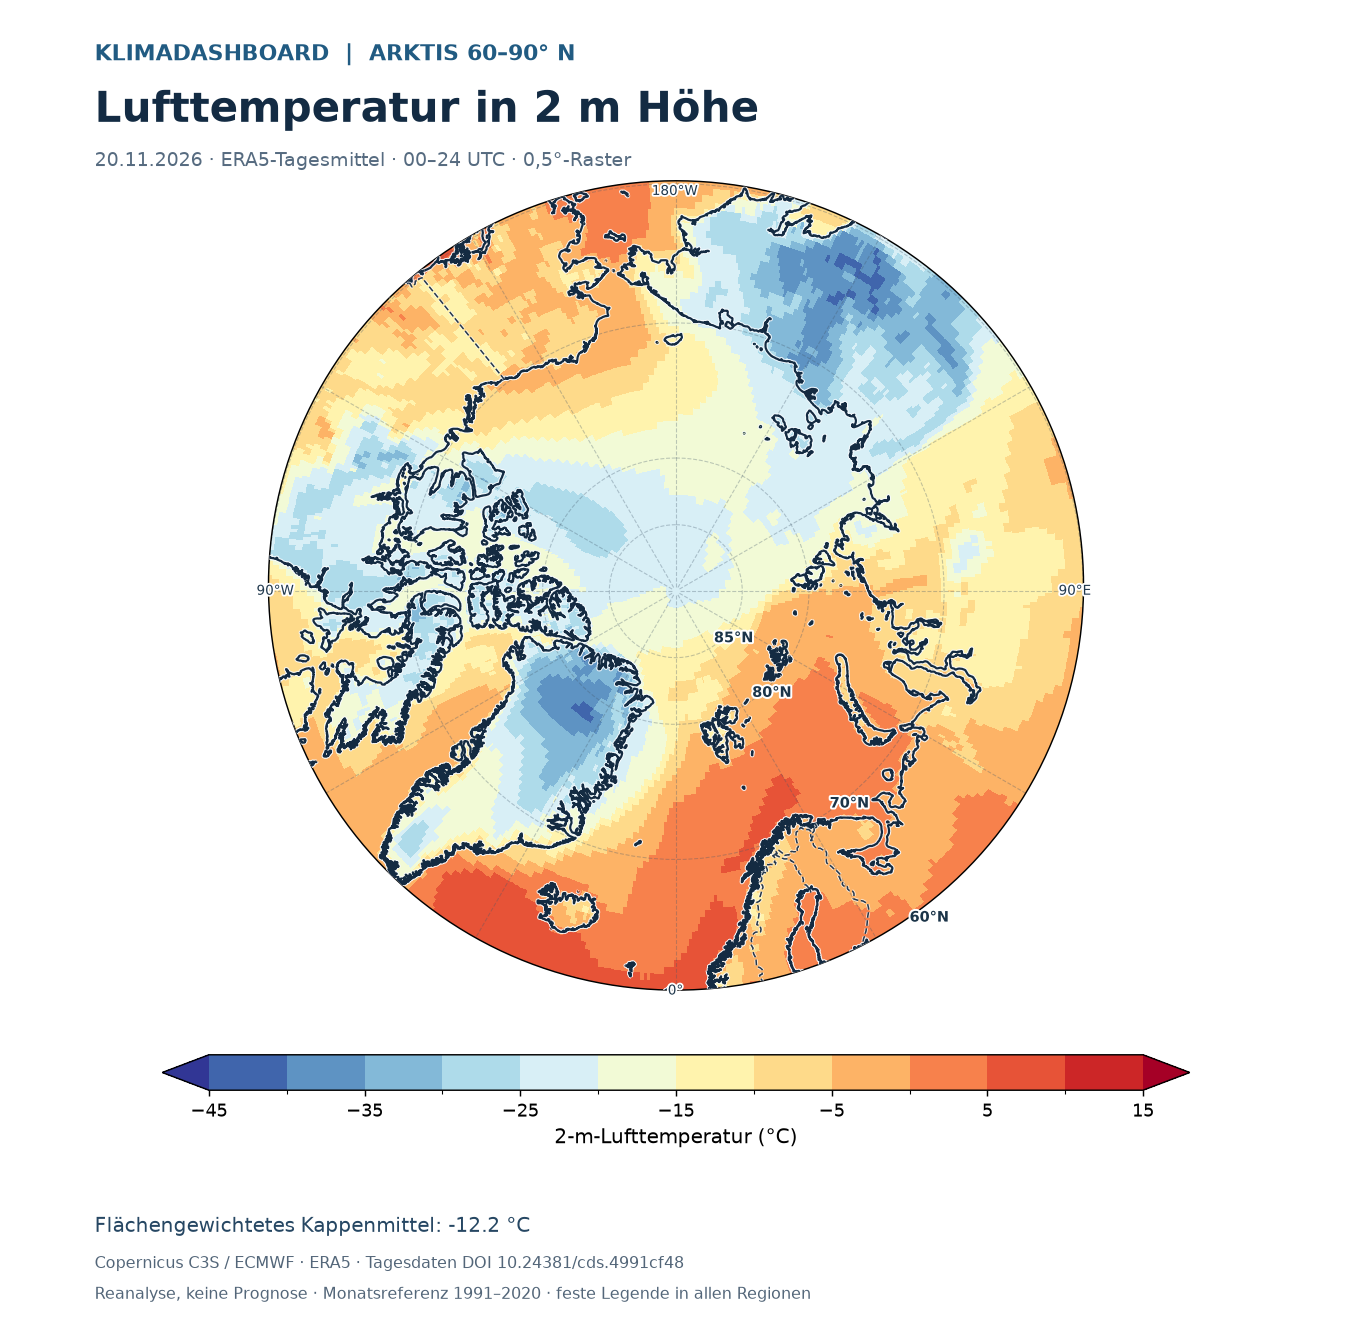 KLIMADASHBOARD | ARKTIS 60–90° N
Lufttemperatur in 2 m Höhe
20.11.2026 · ERA5-Tagesmittel · 00–24 UTC · 0,5°-Raster
180°W
90°W
90°E
85°N
80°N
70°N
60°N
0°
−45 −35 −25 −15 −5 5 15
2-m-Lufttemperatur (°C)
Flächengewichtetes Kappenmittel: -12.2 °C
Copernicus C3S / ECMWF · ERA5 · Tagesdaten DOI 10.24381/cds.4991cf48
Reanalyse, keine Prognose · Monatsreferenz 1991–2020 · feste Legende in allen Regionen